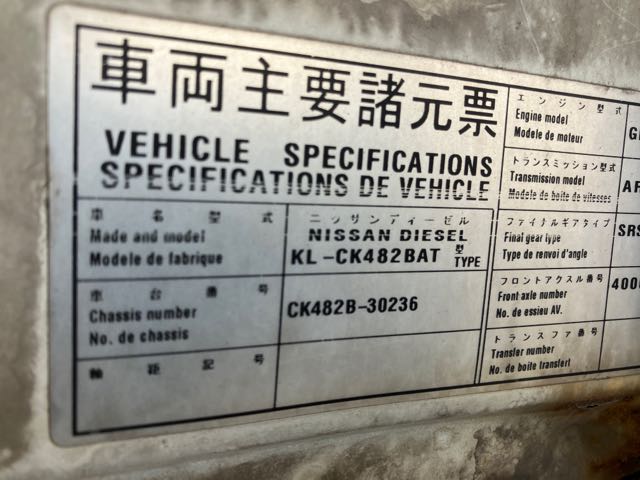 車両主要諸元票
VEHICLE SPECIFICATIONS
SPECIFICATIONS DE VEHICLE
車名型式
Made and model
Modele de fabrique
ニッサンディーゼル
NISSAN DIESEL
KL-CK482BAT 型 TYPE
車台番号
Chassis number
No. de chassis
CK482B-30236
軸距記号
エンジン型式
Engine model
Modele de moteur
トランスミッション型式
Transmission model
Modele de boite de vitesses
ファイナルギアタイプ
Final gear type
Type de renvoi d'angle
フロントアクスル番号
Front axle number
No. de essieu AV.
トランスファ番号
Transfer number
No. de boite transfert